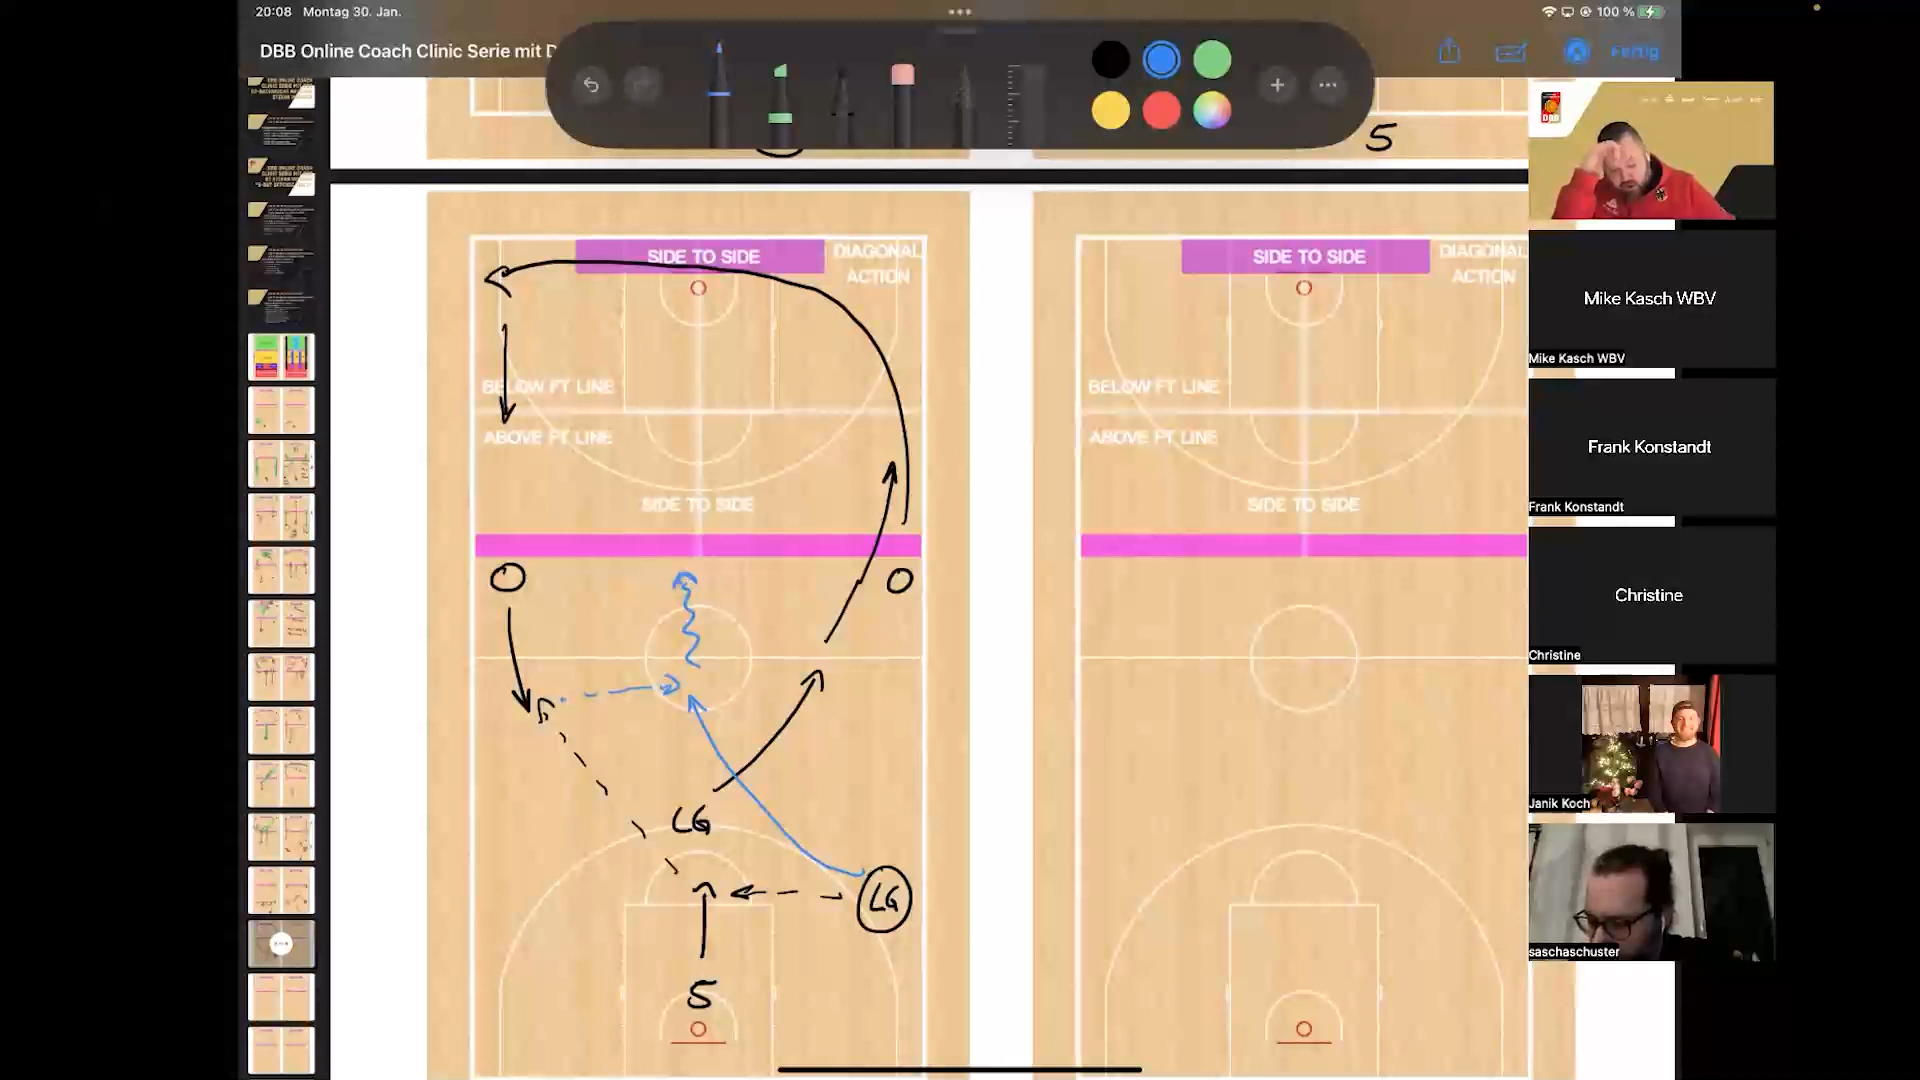 20:08 Montag 30. Jan.
100 %
DBB Online Coach Clinic Serie mit D
Fertig
5
SIDE TO SIDE
DIAGONAL
ACTION
BELOW FT LINE
ABOVE FT LINE
SIDE TO SIDE
O
O
LG
LG
5
SIDE TO SIDE
DIAGONAL
ACTION
BELOW FT LINE
ABOVE FT LINE
SIDE TO SIDE
DBB
Mike Kasch WBV
Mike Kasch WBV
Frank Konstandt
Frank Konstandt
Christine
Christine
Janik Koch
saschaschuster